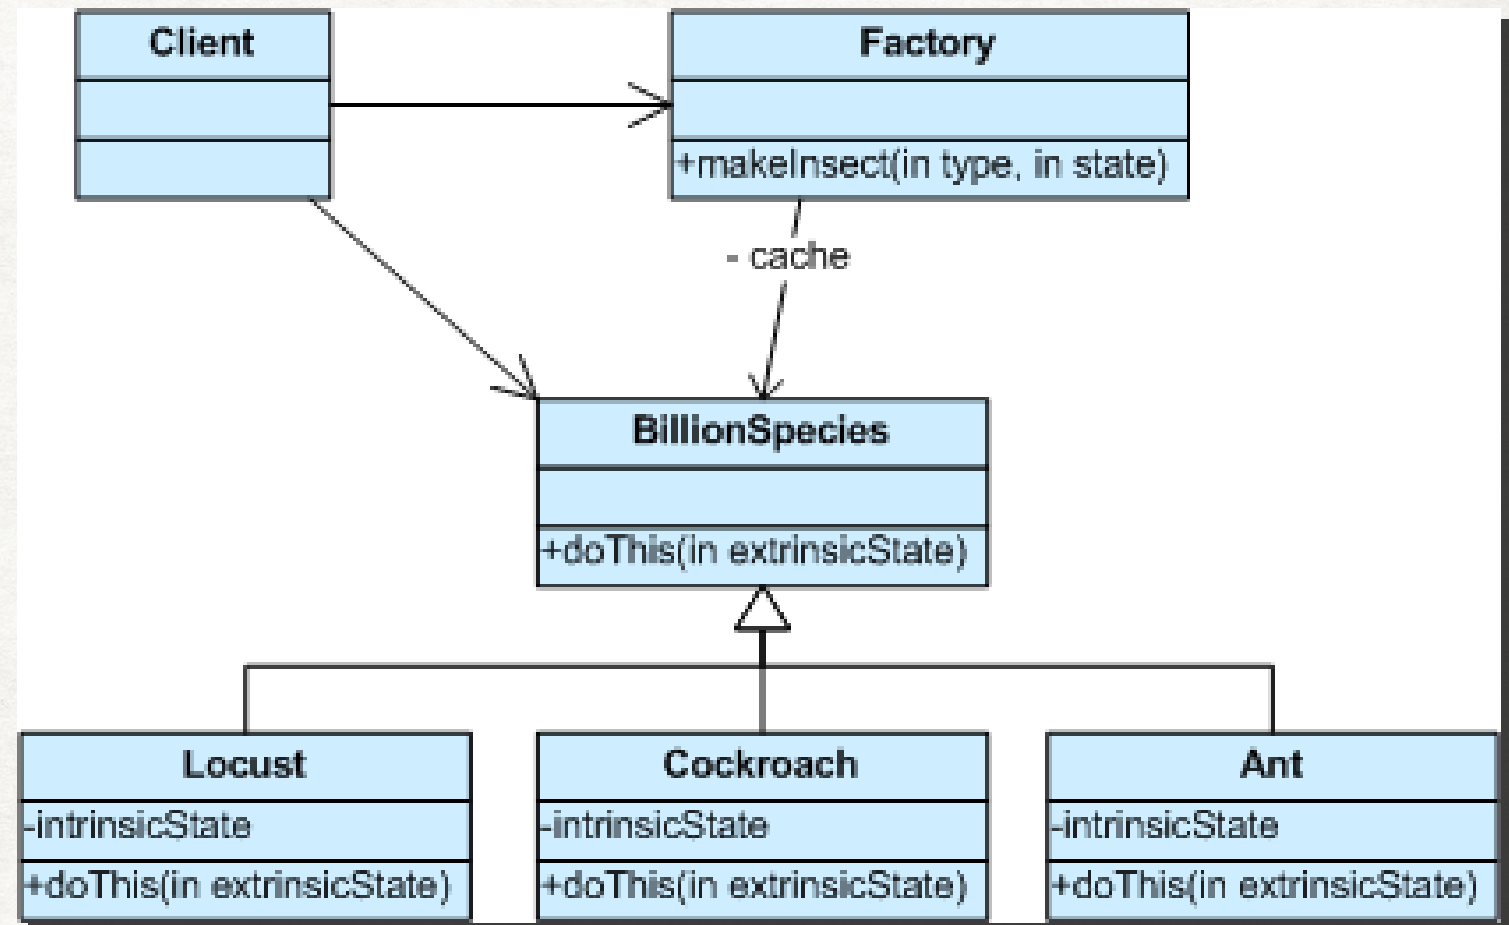 Client
Factory
+makeInsect(in type, in state)
- cache
BillionSpecies
+doThis(in extrinsicState)
Locust
-intrinsicState
+doThis(in extrinsicState)
Cockroach
-intrinsicState
+doThis(in extrinsicState)
Ant
-intrinsicState
+doThis(in extrinsicState)